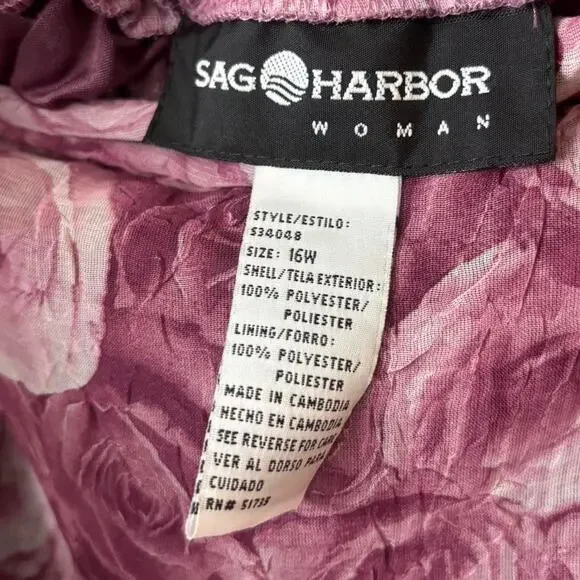 SAG HARBOR
WOMAN
STYLE/ESTILO:
S34048
SIZE: 16W
SHELL/TELA EXTERIOR:
100% POLYESTER/
POLIESTER
LINING/FORRO:
100% POLYESTER/
POLIESTER
MADE IN CAMBODIA
HECHO EN CAMBODIA
SEE REVERSE FOR CARE
VER AL DORSO PARA
CUIDADO
RN# 51735